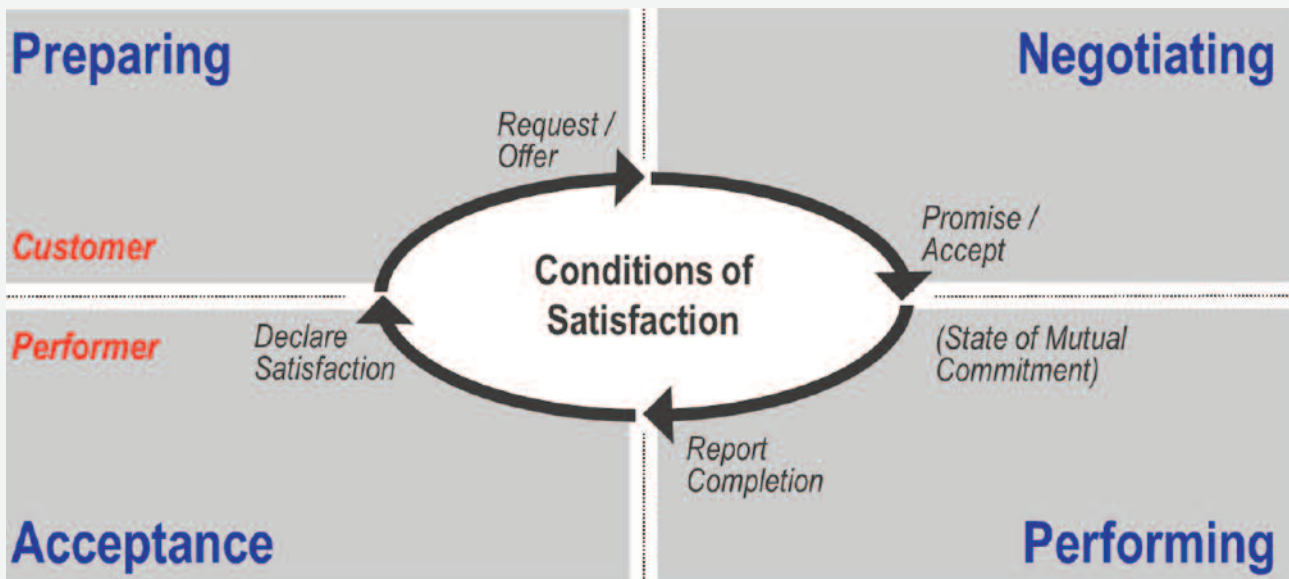 Preparing
Negotiating
Request /
Offer
Promise /
Accept
Customer
Conditions of
Satisfaction
Performer
Declare
Satisfaction
(State of Mutual
Commitment)
Report
Completion
Acceptance
Performing